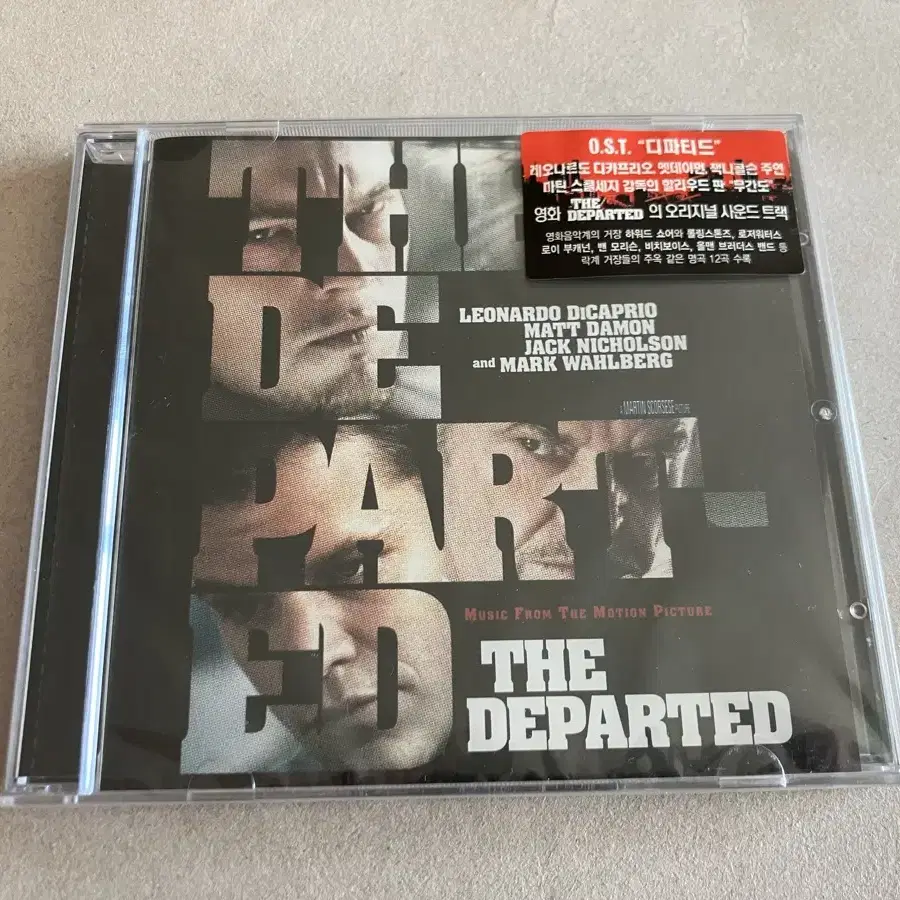 THE
DE
PART-
ED
O.S.T. "디파티드"
레오나르도 디카프리오, 맷데이먼, 잭니콜슨 주연
마틴 스콜세지 감독의 헐리우드 판 "무간도"
영화 THE DEPARTED 의 오리지널 사운드 트랙
영화음악계의 거장 하워드 쇼어와 롤링스톤즈, 로저워터스
로이 부캐넌, 밴 모리슨, 비치보이스, 올맨 브러더스 밴드 등
락계 거장들의 주옥 같은 명곡 12곡 수록
LEONARDO DiCAPRIO
MATT DAMON
JACK NICHOLSON
and MARK WAHLBERG
A MARTIN SCORSESE PICTURE
MUSIC FROM THE MOTION PICTURE
THE
DEPARTED